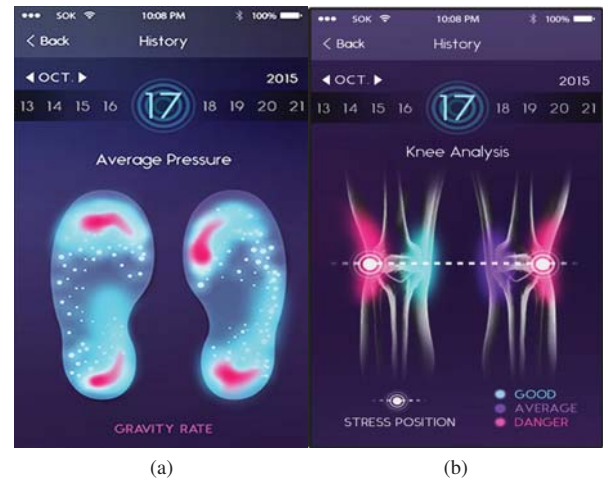 SOK 10:08 PM 100%
< Back History
◀ OCT. ▶ 2015
13 14 15 16 17 18 19 20 21
Average Pressure
GRAVITY RATE
(a)
SOK 10:08 PM 100%
< Back History
◀ OCT. ▶ 2015
13 14 15 16 17 18 19 20 21
Knee Analysis
STRESS POSITION
GOOD
AVERAGE
DANGER
(b)